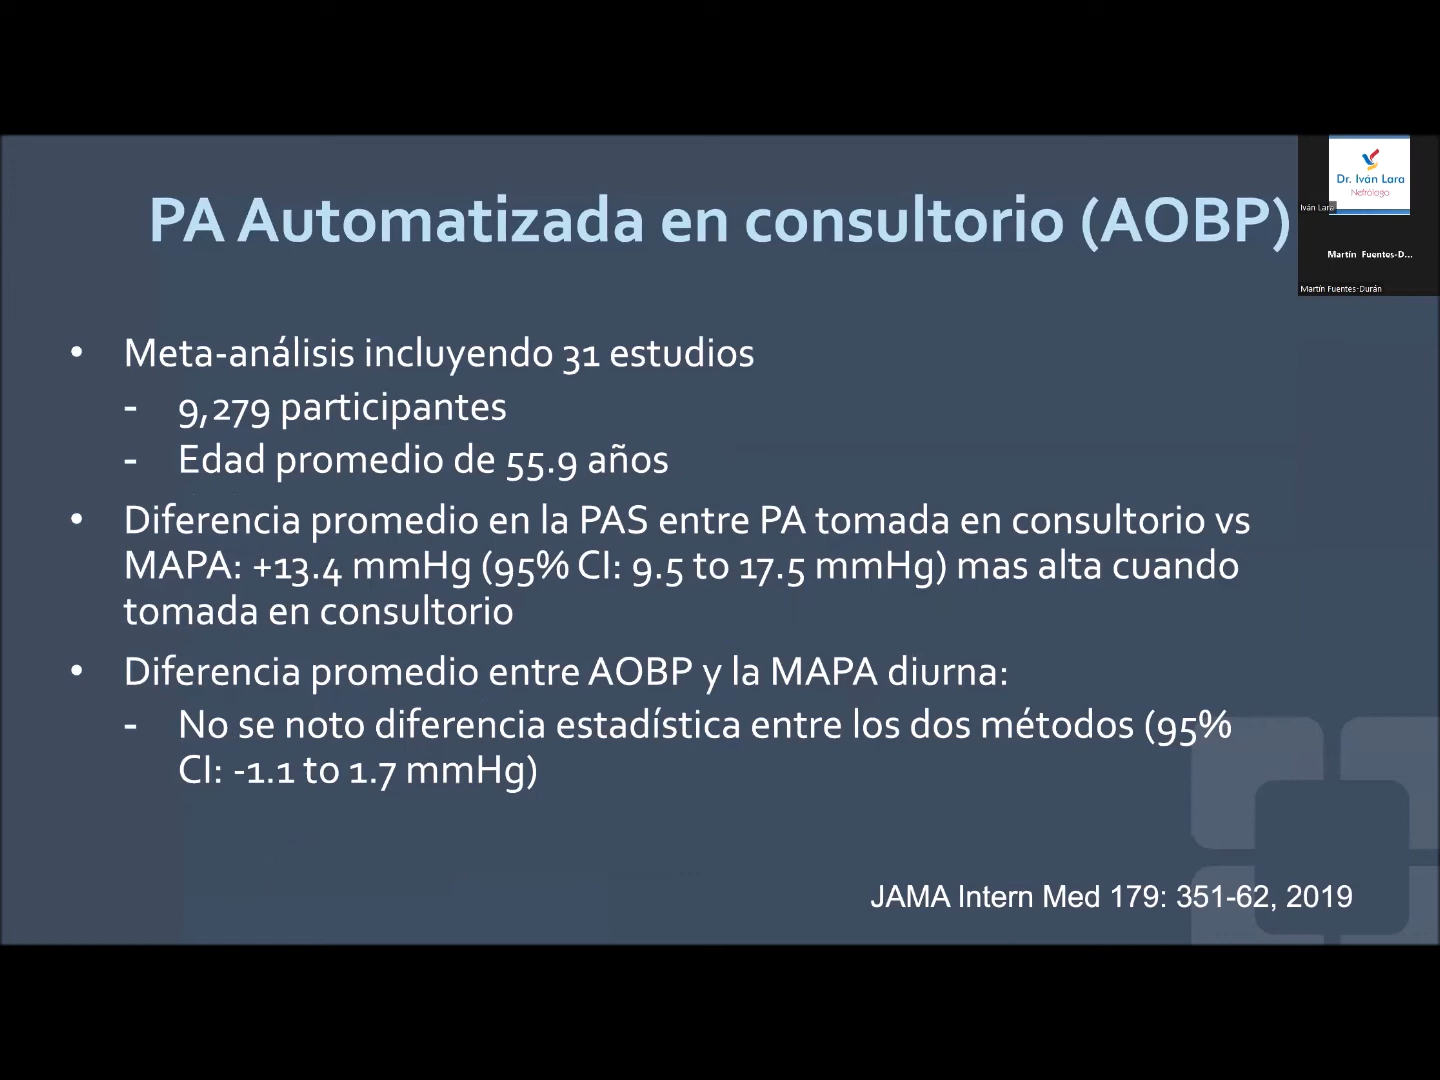 PA Automatizada en consultorio (AOBP)
Dr. Iván Lara
Nefrólogo
Iván Lara
Martín Fuentes-D...
Martín Fuentes-Durán
• Meta-análisis incluyendo 31 estudios
- 9,279 participantes
- Edad promedio de 55.9 años
• Diferencia promedio en la PAS entre PA tomada en consultorio vs
MAPA: +13.4 mmHg (95% CI: 9.5 to 17.5 mmHg) mas alta cuando
tomada en consultorio
• Diferencia promedio entre AOBP y la MAPA diurna:
- No se noto diferencia estadística entre los dos métodos (95%
CI: -1.1 to 1.7 mmHg)
JAMA Intern Med 179: 351-62, 2019